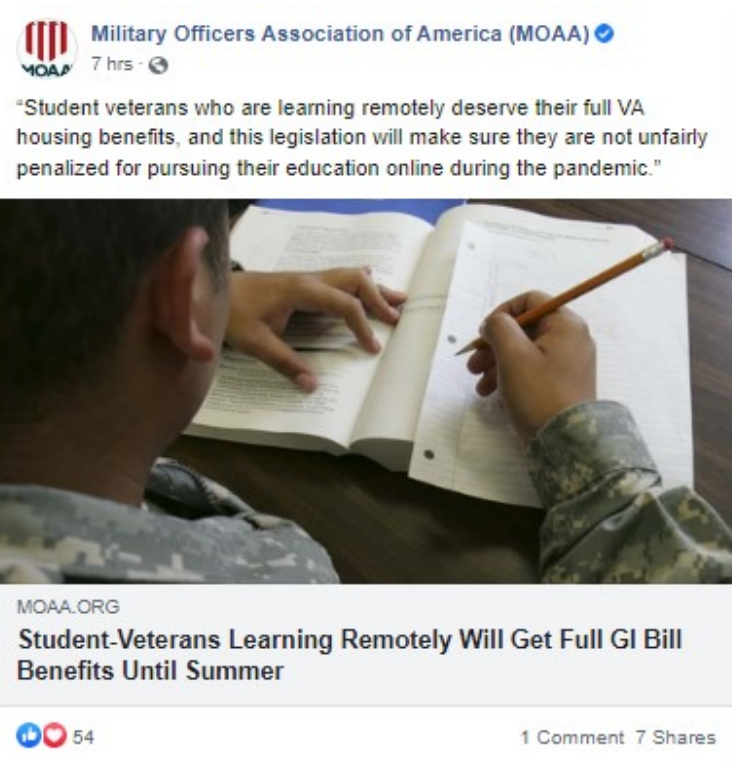 MOAA
Military Officers Association of America (MOAA)
7 hrs ·
“Student veterans who are learning remotely deserve their full VA
housing benefits, and this legislation will make sure they are not unfairly
penalized for pursuing their education online during the pandemic.”
MOAA.ORG
Student-Veterans Learning Remotely Will Get Full GI Bill
Benefits Until Summer
54
1 Comment 7 Shares